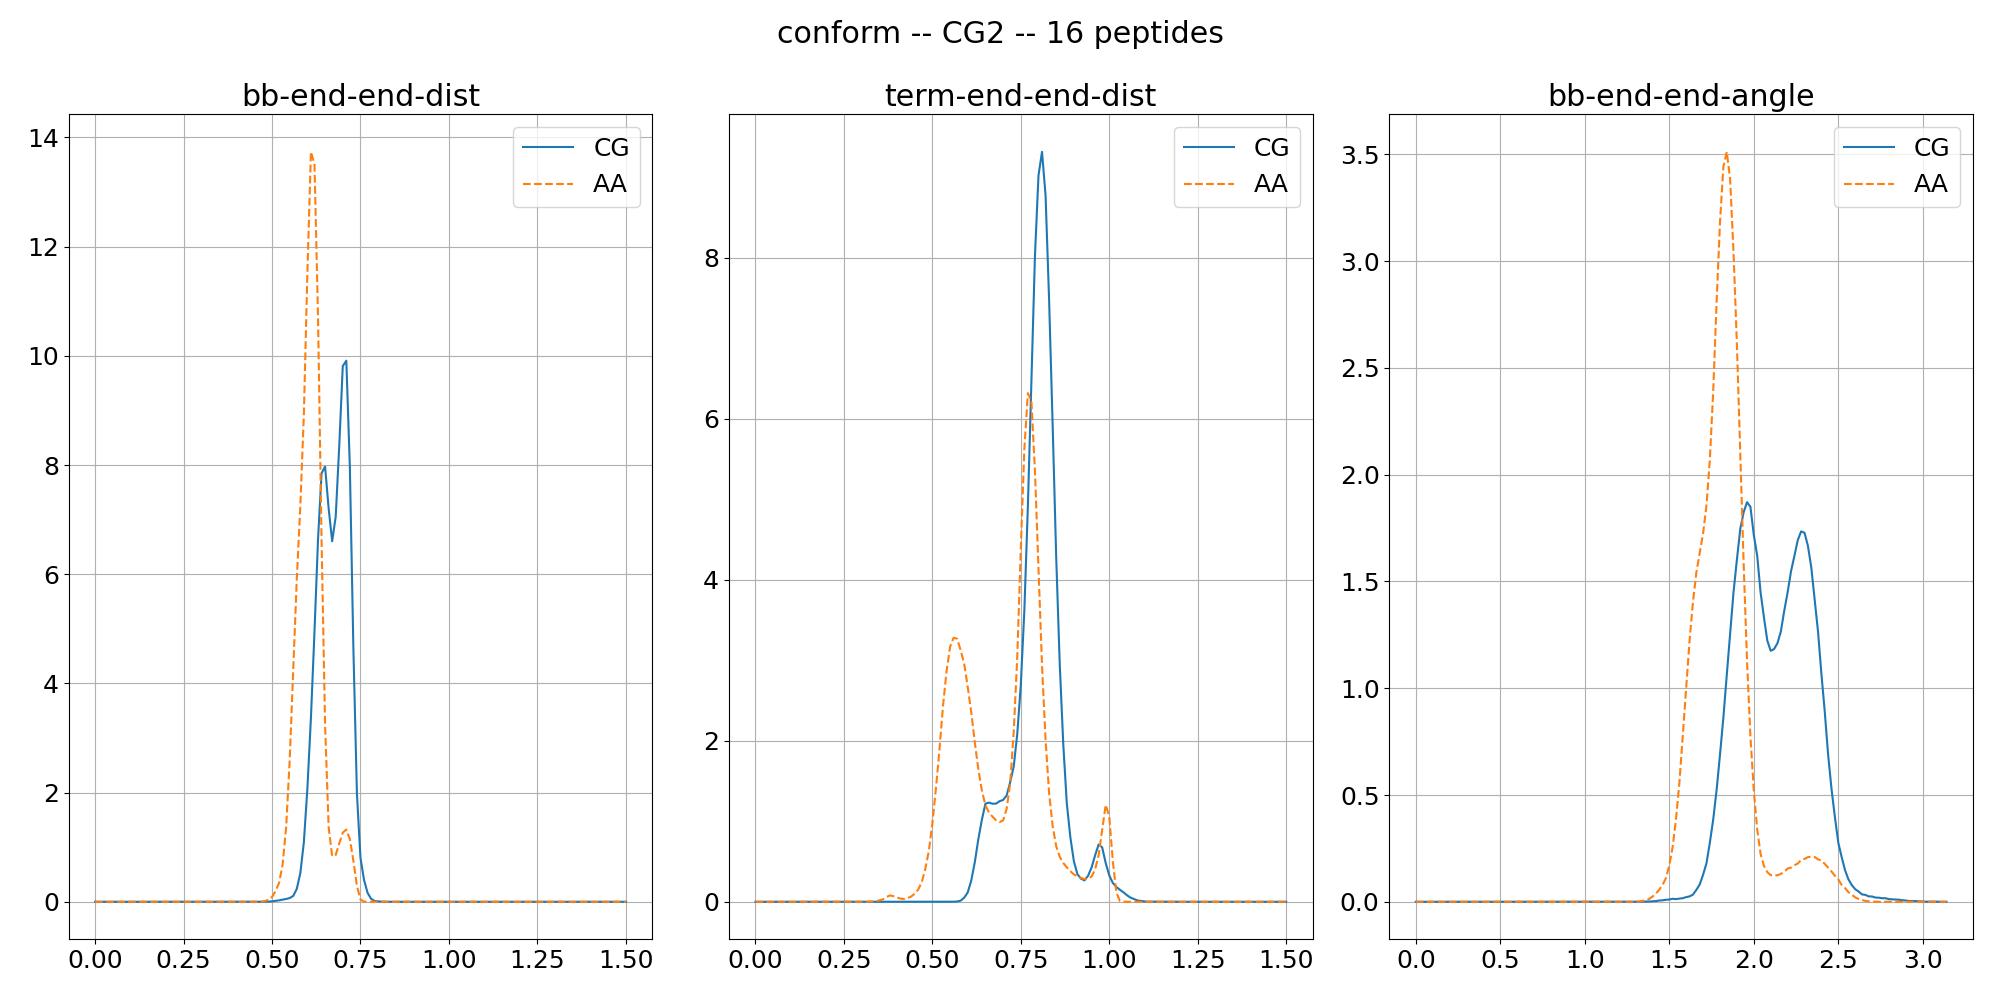 conform -- CG2 -- 16 peptides
bb-end-end-dist
CG
AA
14
12
10
8
6
4
2
0
0.00 0.25 0.50 0.75 1.00 1.25 1.50
term-end-end-dist
CG
AA
8
6
4
2
0
0.00 0.25 0.50 0.75 1.00 1.25 1.50
bb-end-end-angle
CG
AA
3.5
3.0
2.5
2.0
1.5
1.0
0.5
0.0
0.0 0.5 1.0 1.5 2.0 2.5 3.0